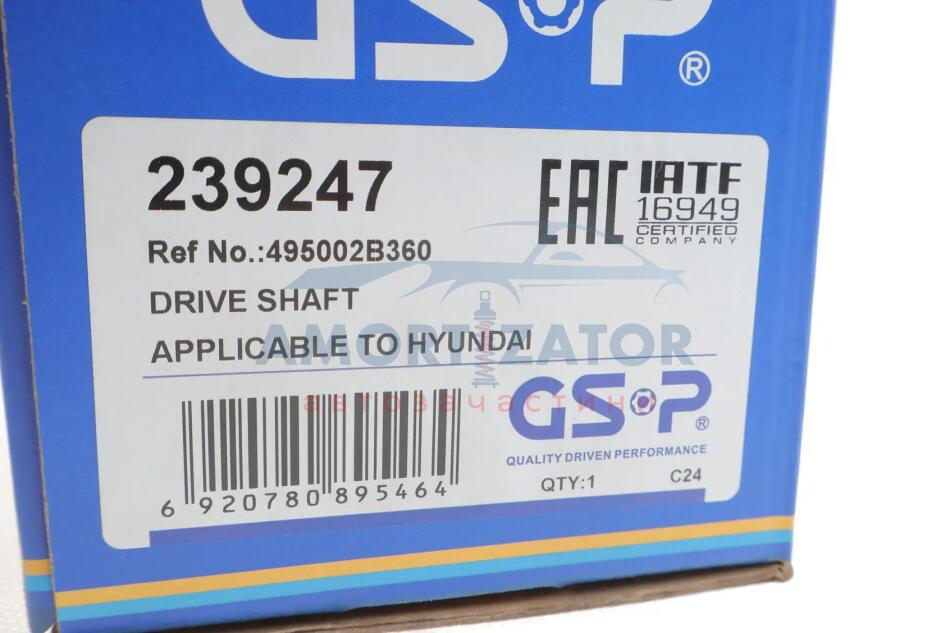 GSP®
239247
EAC
IATF
16949
CERTIFIED
COMPANY
Ref No.:495002B360
DRIVE SHAFT
AMORTIZATOR
APPLICABLE TO HYUNDAI
автозапчастини
GSP®
QUALITY DRIVEN PERFORMANCE
6 920780 895464
QTY:1
C24